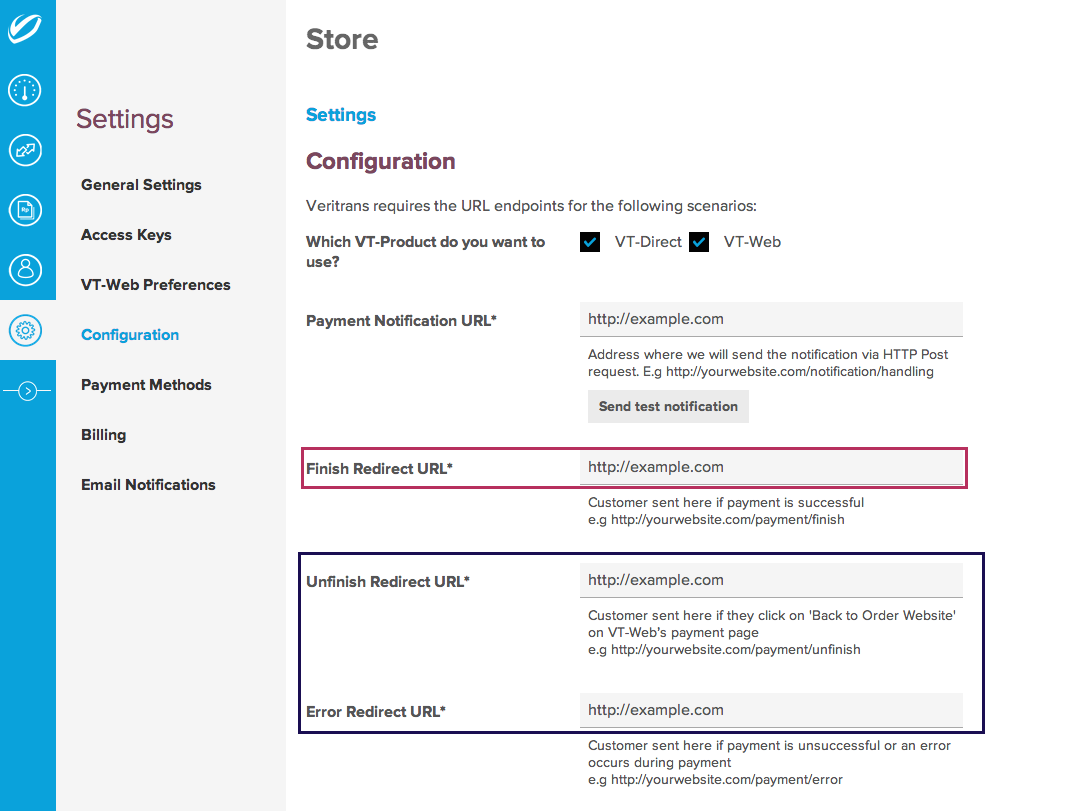 Store
Settings
Settings
General Settings
Access Keys
VT-Web Preferences
Configuration
Payment Methods
Billing
Email Notifications
Configuration
Veritrans requires the URL endpoints for the following scenarios:
Which VT-Product do you want to
use?
VT-Direct VT-Web
Payment Notification URL*
http://example.com
Address where we will send the notification via HTTP Post
request. E.g http://yourwebsite.com/notification/handling
Send test notification
Finish Redirect URL*
http://example.com
Customer sent here if payment is successful
e.g http://yourwebsite.com/payment/finish
Unfinish Redirect URL*
http://example.com
Customer sent here if they click on 'Back to Order Website'
on VT-Web's payment page
e.g http://yourwebsite.com/payment/unfinish
Error Redirect URL*
http://example.com
Customer sent here if payment is unsuccessful or an error
occurs during payment
e.g http://yourwebsite.com/payment/error
Rp